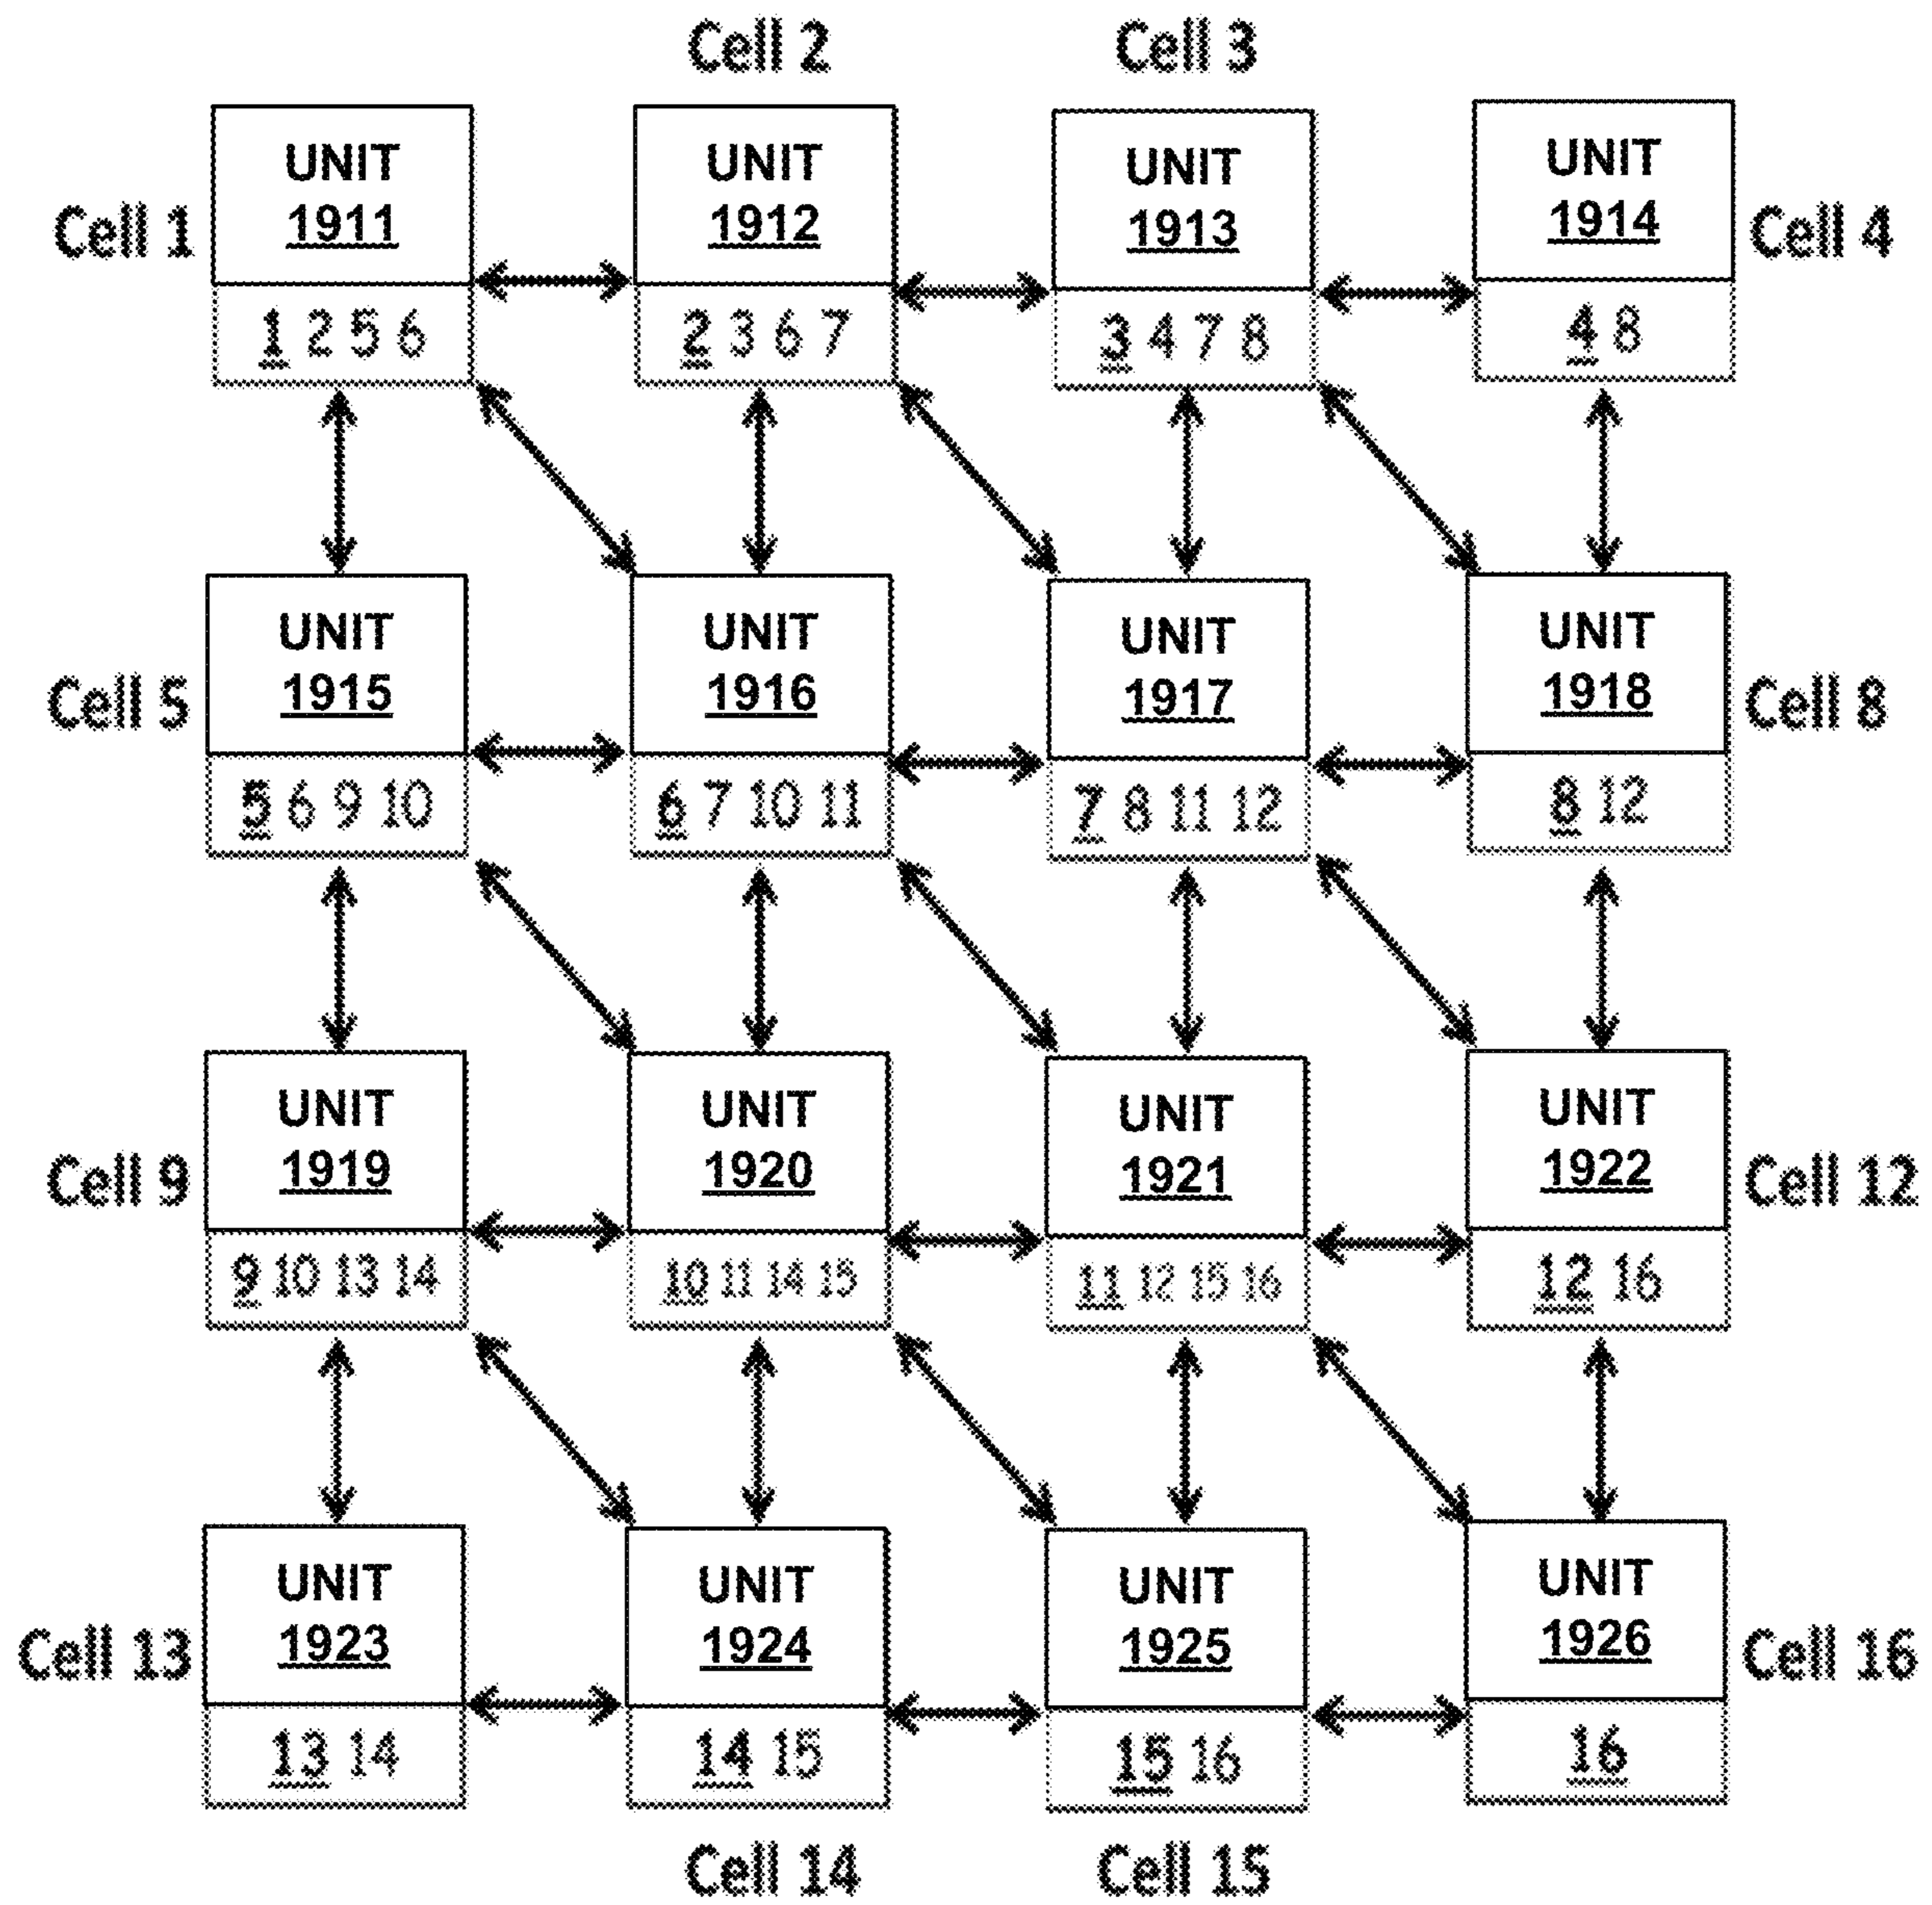 Cell 2
Cell 3
Cell 1
UNIT
1911
1 2 5 6
UNIT
1912
2 3 6 7
UNIT
1913
3 4 7 8
UNIT
1914
4 8
Cell 4
Cell 5
UNIT
1915
5 6 9 10
UNIT
1916
6 7 10 11
UNIT
1917
7 8 11 12
UNIT
1918
8 12
Cell 8
Cell 9
UNIT
1919
9 10 13 14
UNIT
1920
10 11 14 15
UNIT
1921
11 12 15 16
UNIT
1922
12 16
Cell 12
Cell 13
UNIT
1923
13 14
UNIT
1924
14 15
UNIT
1925
15 16
UNIT
1926
16
Cell 16
Cell 14
Cell 15